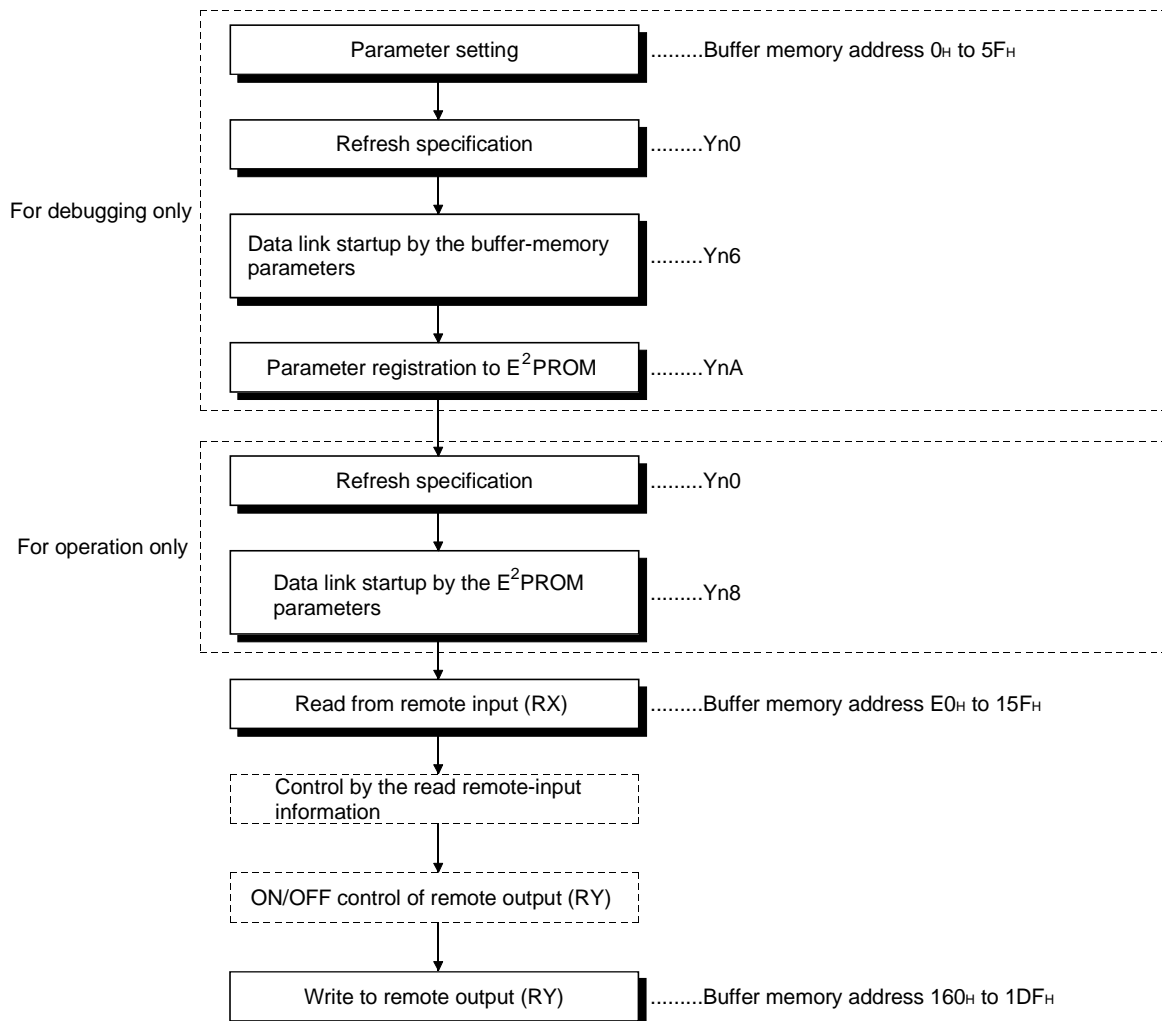 Parameter setting .........Buffer memory address 0H to 5FH
Refresh specification .........Yn0
For debugging only
Data link startup by the buffer-memory
parameters
.........Yn6
Parameter registration to E²PROM .........YnA
Refresh specification .........Yn0
For operation only
Data link startup by the E²PROM
parameters
.........Yn8
Read from remote input (RX) .........Buffer memory address E0H to 15FH
Control by the read remote-input
information
ON/OFF control of remote output (RY)
Write to remote output (RY) .........Buffer memory address 160H to 1DFH